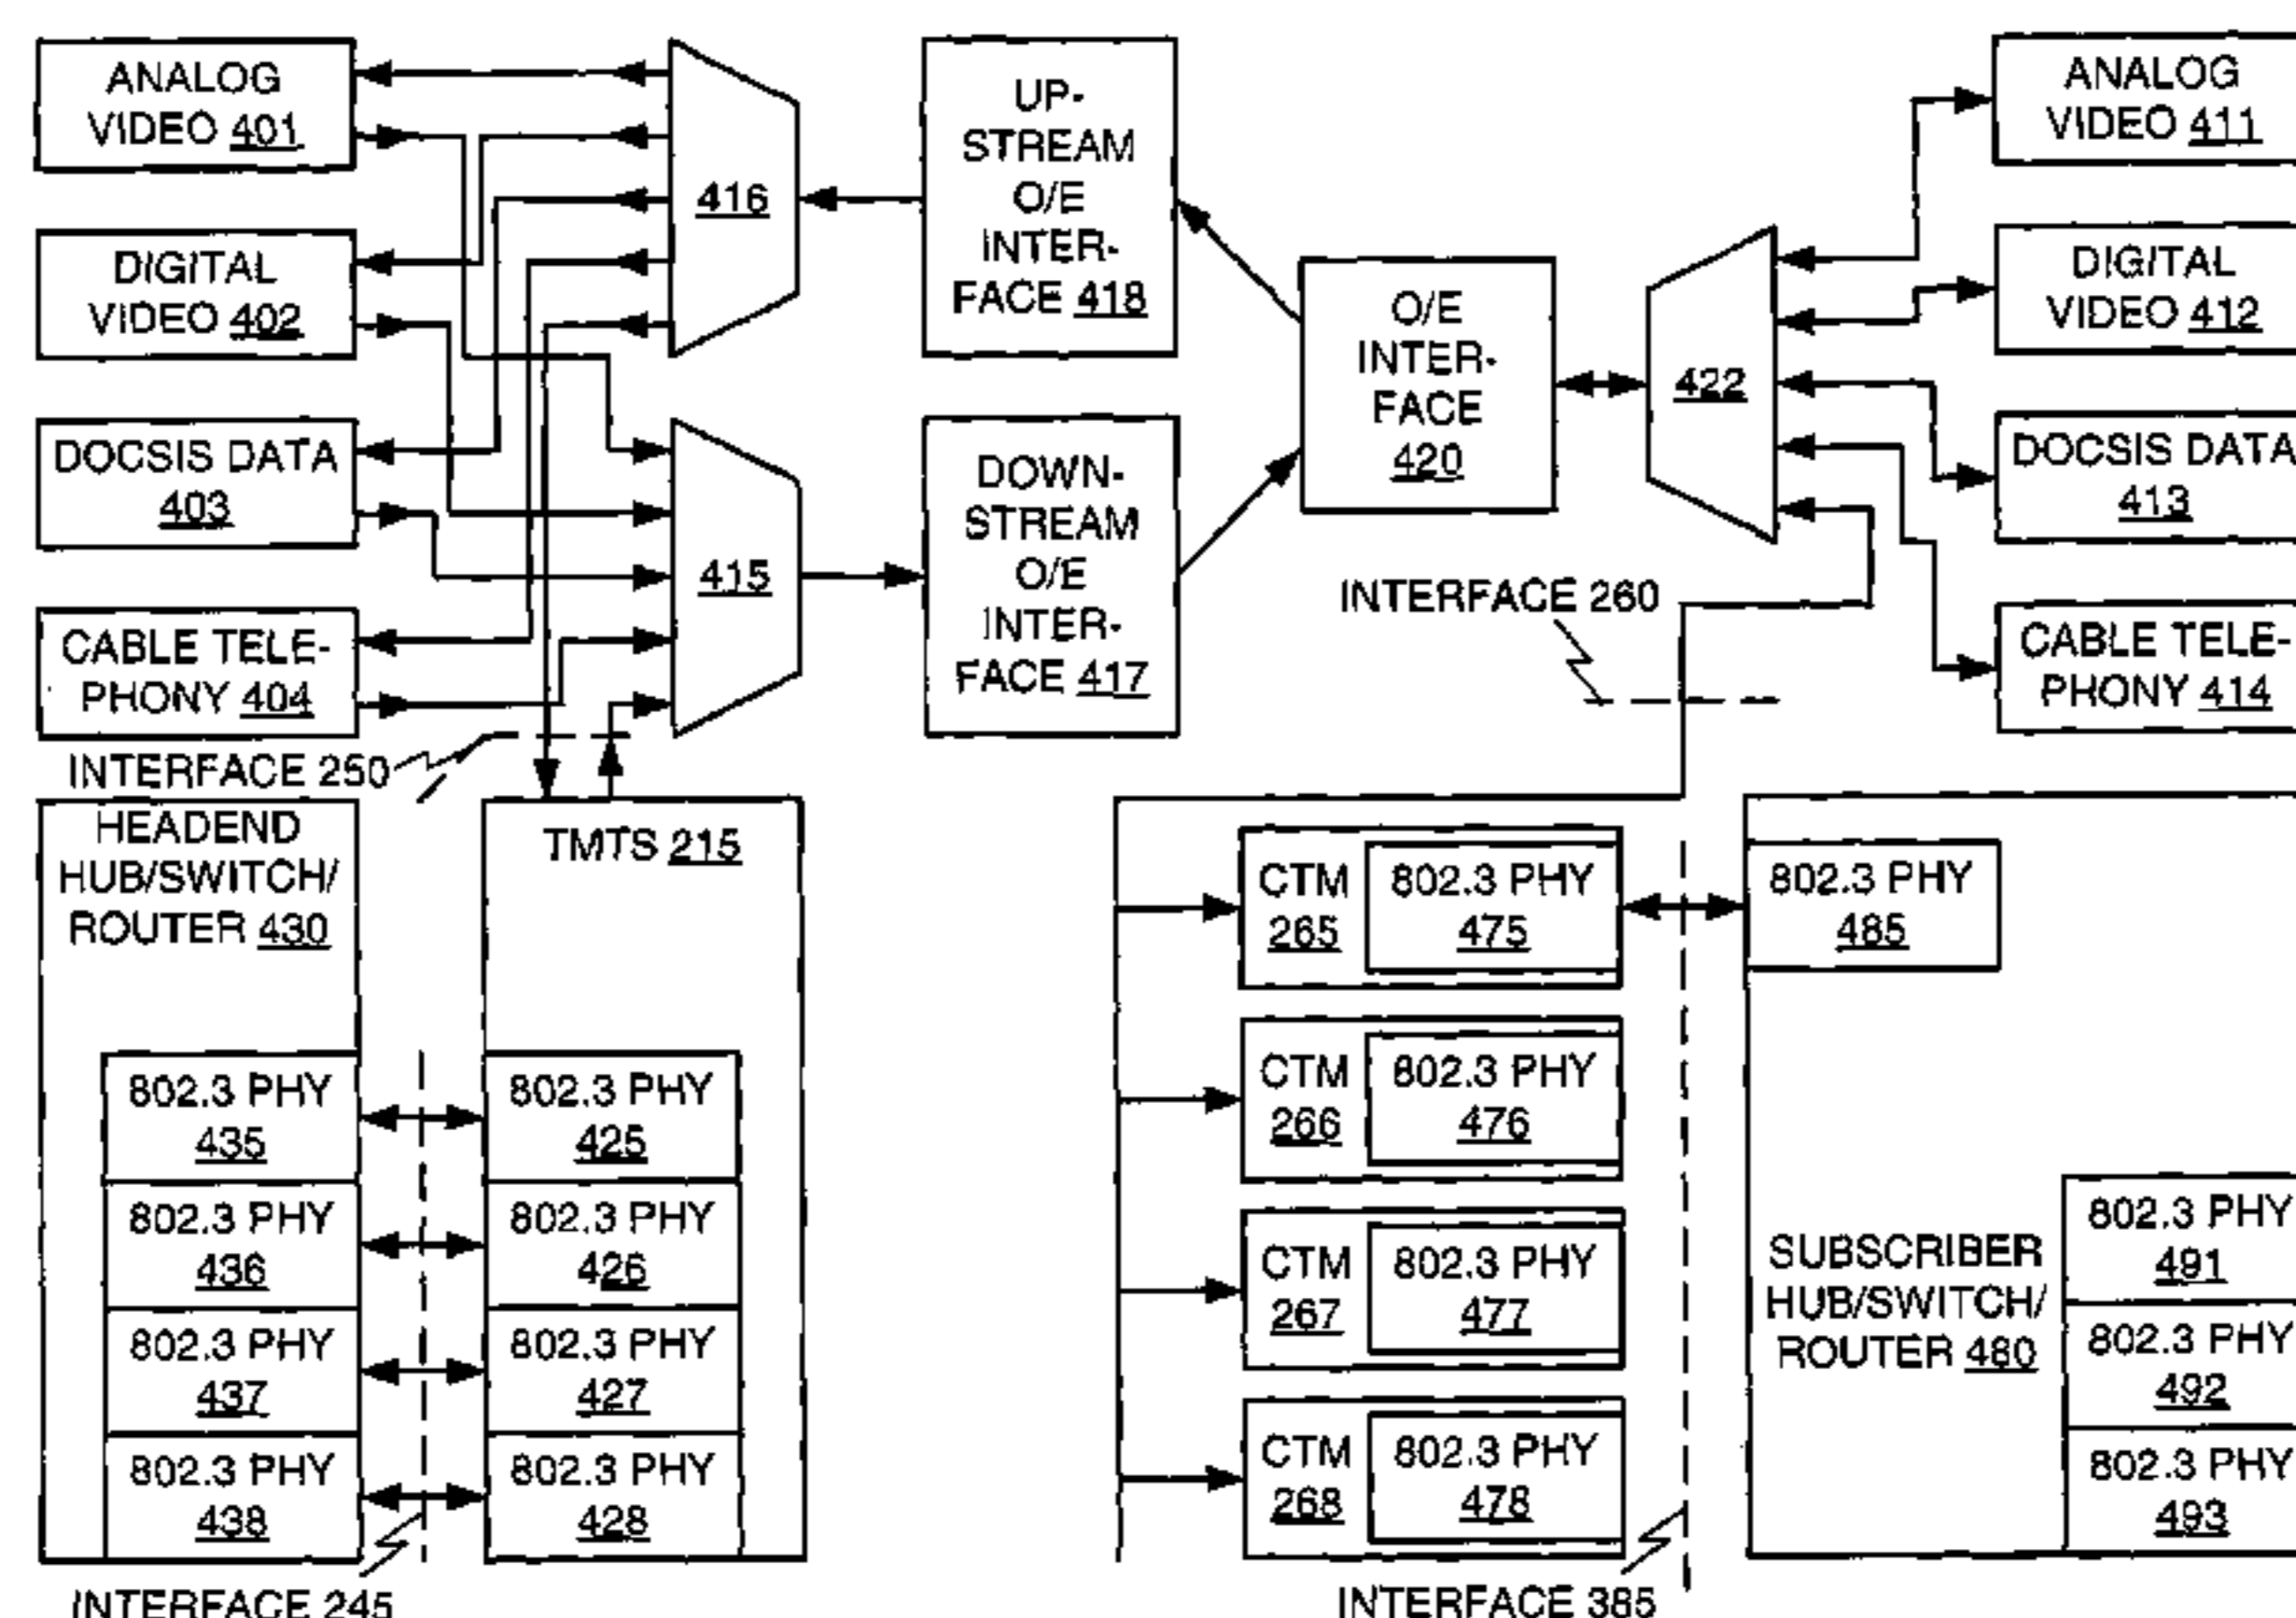 ANALOG
VIDEO 401
DIGITAL
VIDEO 402
DOCSIS DATA
403
CABLE TELE-
PHONY 404
INTERFACE 250
416
415
UP-
STREAM
O/E
INTER-
FACE 418
DOWN-
STREAM
O/E
INTER-
FACE 417
O/E
INTER-
FACE
420
422
INTERFACE 260
ANALOG
VIDEO 411
DIGITAL
VIDEO 412
DOCSIS DATA
413
CABLE TELE-
PHONY 414
HEADEND
HUB/SWITCH/
ROUTER 430
802.3 PHY
435
802.3 PHY
436
802.3 PHY
437
802.3 PHY
438
INTERFACE 245
TMTS 215
802.3 PHY
425
802.3 PHY
426
802.3 PHY
427
802.3 PHY
428
CTM
265
802.3 PHY
475
CTM
266
802.3 PHY
476
CTM
267
802.3 PHY
477
CTM
268
802.3 PHY
478
INTERFACE 385
802.3 PHY
485
SUBSCRIBER
HUB/SWITCH/
ROUTER 480
802.3 PHY
491
802.3 PHY
492
802.3 PHY
493